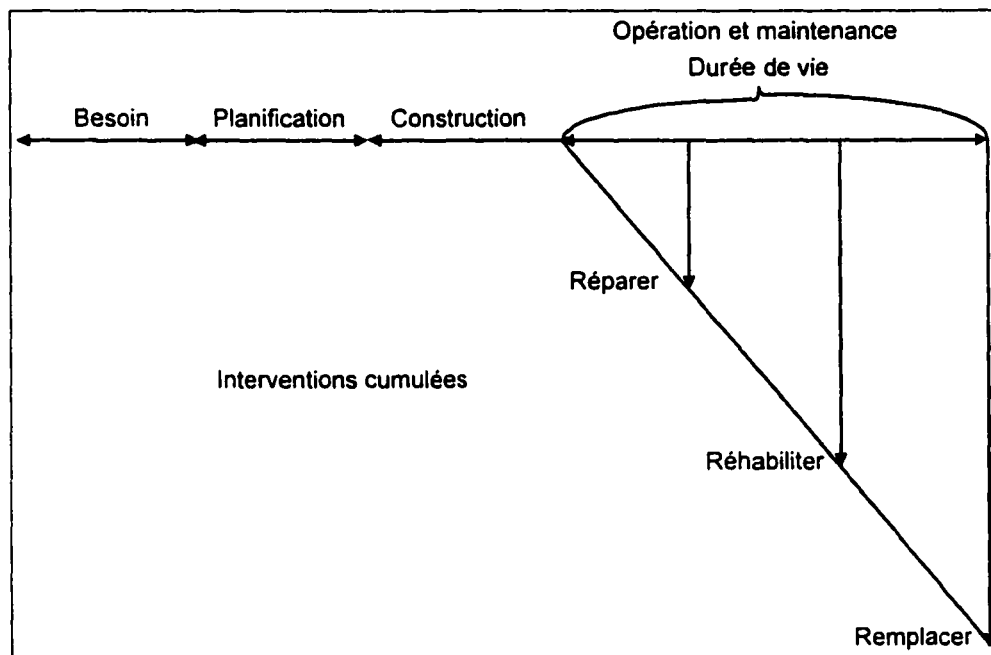 Opération et maintenance
Durée de vie
Besoin Planification Construction
Réparer
Interventions cumulées
Réhabiliter
Remplacer